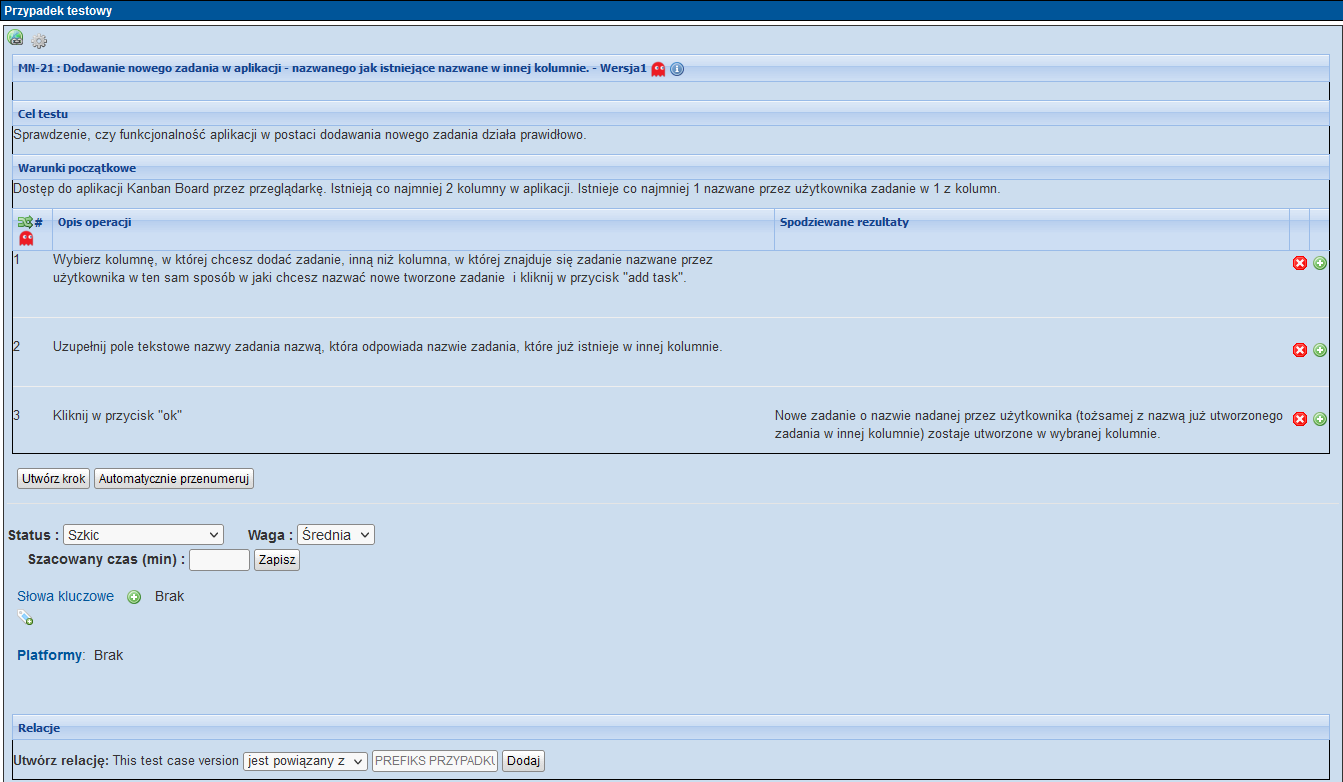 Przypadek testowy
MN-21 : Dodawanie nowego zadania w aplikacji - nazwanego jak istniejące nazwane w innej kolumnie. - Wersja1
Cel testu
Sprawdzenie, czy funkcjonalność aplikacji w postaci dodawania nowego zadania działa prawidłowo.
Warunki początkowe
Dostęp do aplikacji Kanban Board przez przeglądarkę. Istnieją co najmniej 2 kolumny w aplikacji. Istnieje co najmniej 1 nazwane przez użytkownika zadanie w 1 z kolumn.
# Opis operacji Spodziewane rezultaty
1 Wybierz kolumnę, w której chcesz dodać zadanie, inną niż kolumna, w której znajduje się zadanie nazwane przez
użytkownika w ten sam sposób w jaki chcesz nazwać nowe tworzone zadanie i kliknij w przycisk "add task".
2 Uzupełnij pole tekstowe nazwy zadania nazwą, która odpowiada nazwie zadania, które już istnieje w innej kolumnie.
3 Kliknij w przycisk "ok" Nowe zadanie o nazwie nadanej przez użytkownika (tożsamej z nazwą już utworzonego
zadania w innej kolumnie) zostaje utworzone w wybranej kolumnie.
Utwórz krok Automatycznie przenumeruj
Status : Szkic Waga : Średnia
Szacowany czas (min) : Zapisz
Słowa kluczowe Brak
Platformy: Brak
Relacje
Utwórz relację: This test case version jest powiązany z PREFIKS PRZYPADKU Dodaj